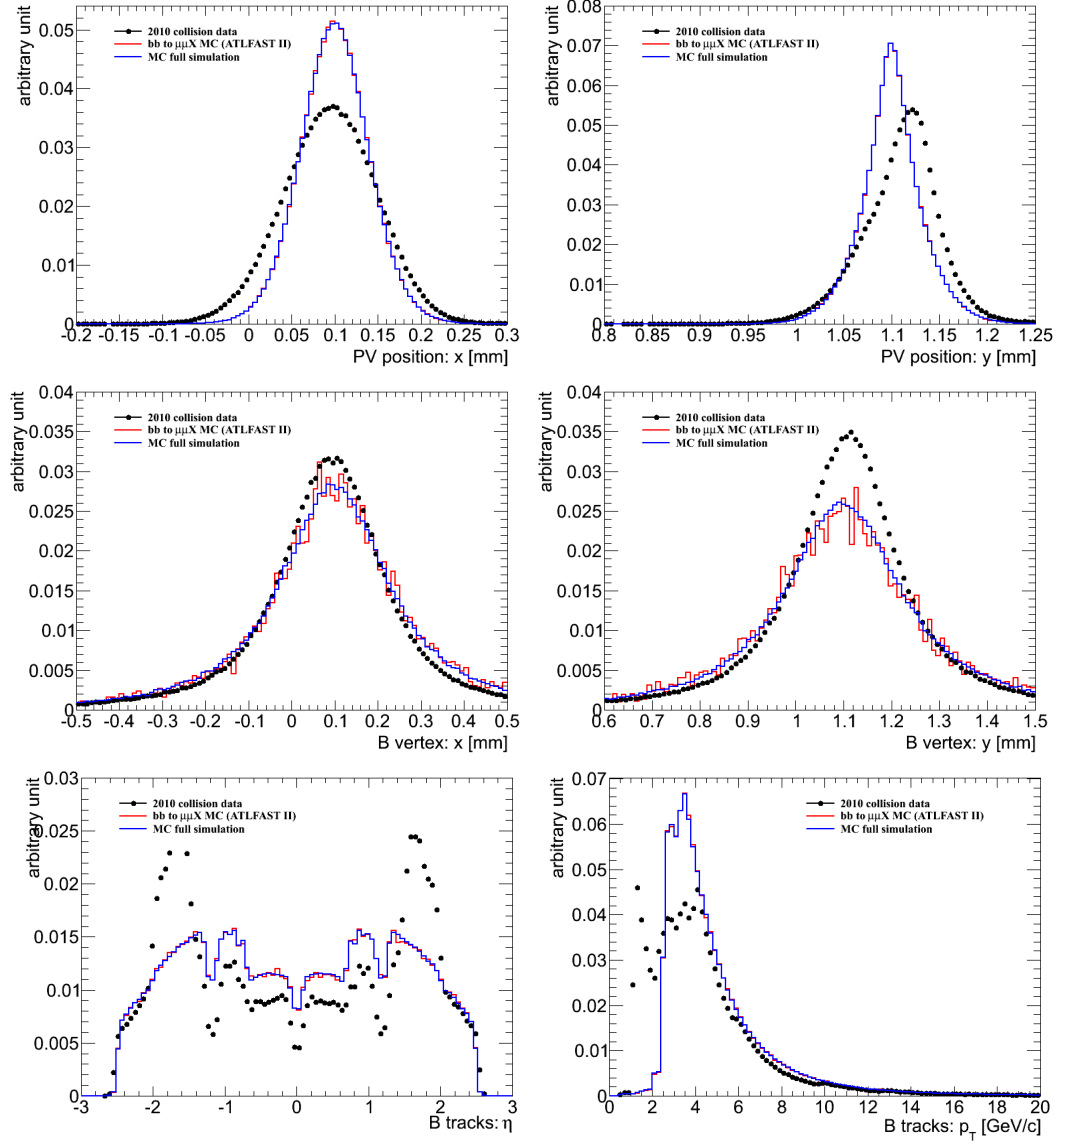 arbitrary unit
0.05
0.04
0.03
0.02
0.01
0
2010 collision data
bb to μμX MC (ATLFAST II)
MC full simulation
-0.2 -0.15 -0.1 -0.05 0 0.05 0.1 0.15 0.2 0.25 0.3
PV position: x [mm]
arbitrary unit
0.08
0.07
0.06
0.05
0.04
0.03
0.02
0.01
0
2010 collision data
bb to μμX MC (ATLFAST II)
MC full simulation
0.8 0.85 0.9 0.95 1 1.05 1.1 1.15 1.2 1.25
PV position: y [mm]
arbitrary unit
0.04
0.035
0.03
0.025
0.02
0.015
0.01
0.005
0
2010 collision data
bb to μμX MC (ATLFAST II)
MC full simulation
-0.5 -0.4 -0.3 -0.2 -0.1 0 0.1 0.2 0.3 0.4 0.5
B vertex: x [mm]
arbitrary unit
0.04
0.035
0.03
0.025
0.02
0.015
0.01
0.005
0
2010 collision data
bb to μμX MC (ATLFAST II)
MC full simulation
0.6 0.7 0.8 0.9 1 1.1 1.2 1.3 1.4 1.5
B vertex: y [mm]
arbitrary unit
0.03
0.025
0.02
0.015
0.01
0.005
0
2010 collision data
bb to μμX MC (ATLFAST II)
MC full simulation
-3 -2 -1 0 1 2 3
B tracks: η
arbitrary unit
0.07
0.06
0.05
0.04
0.03
0.02
0.01
0
2010 collision data
bb to μμX MC (ATLFAST II)
MC full simulation
0 2 4 6 8 10 12 14 16 18 20
B tracks: p_T [GeV/c]